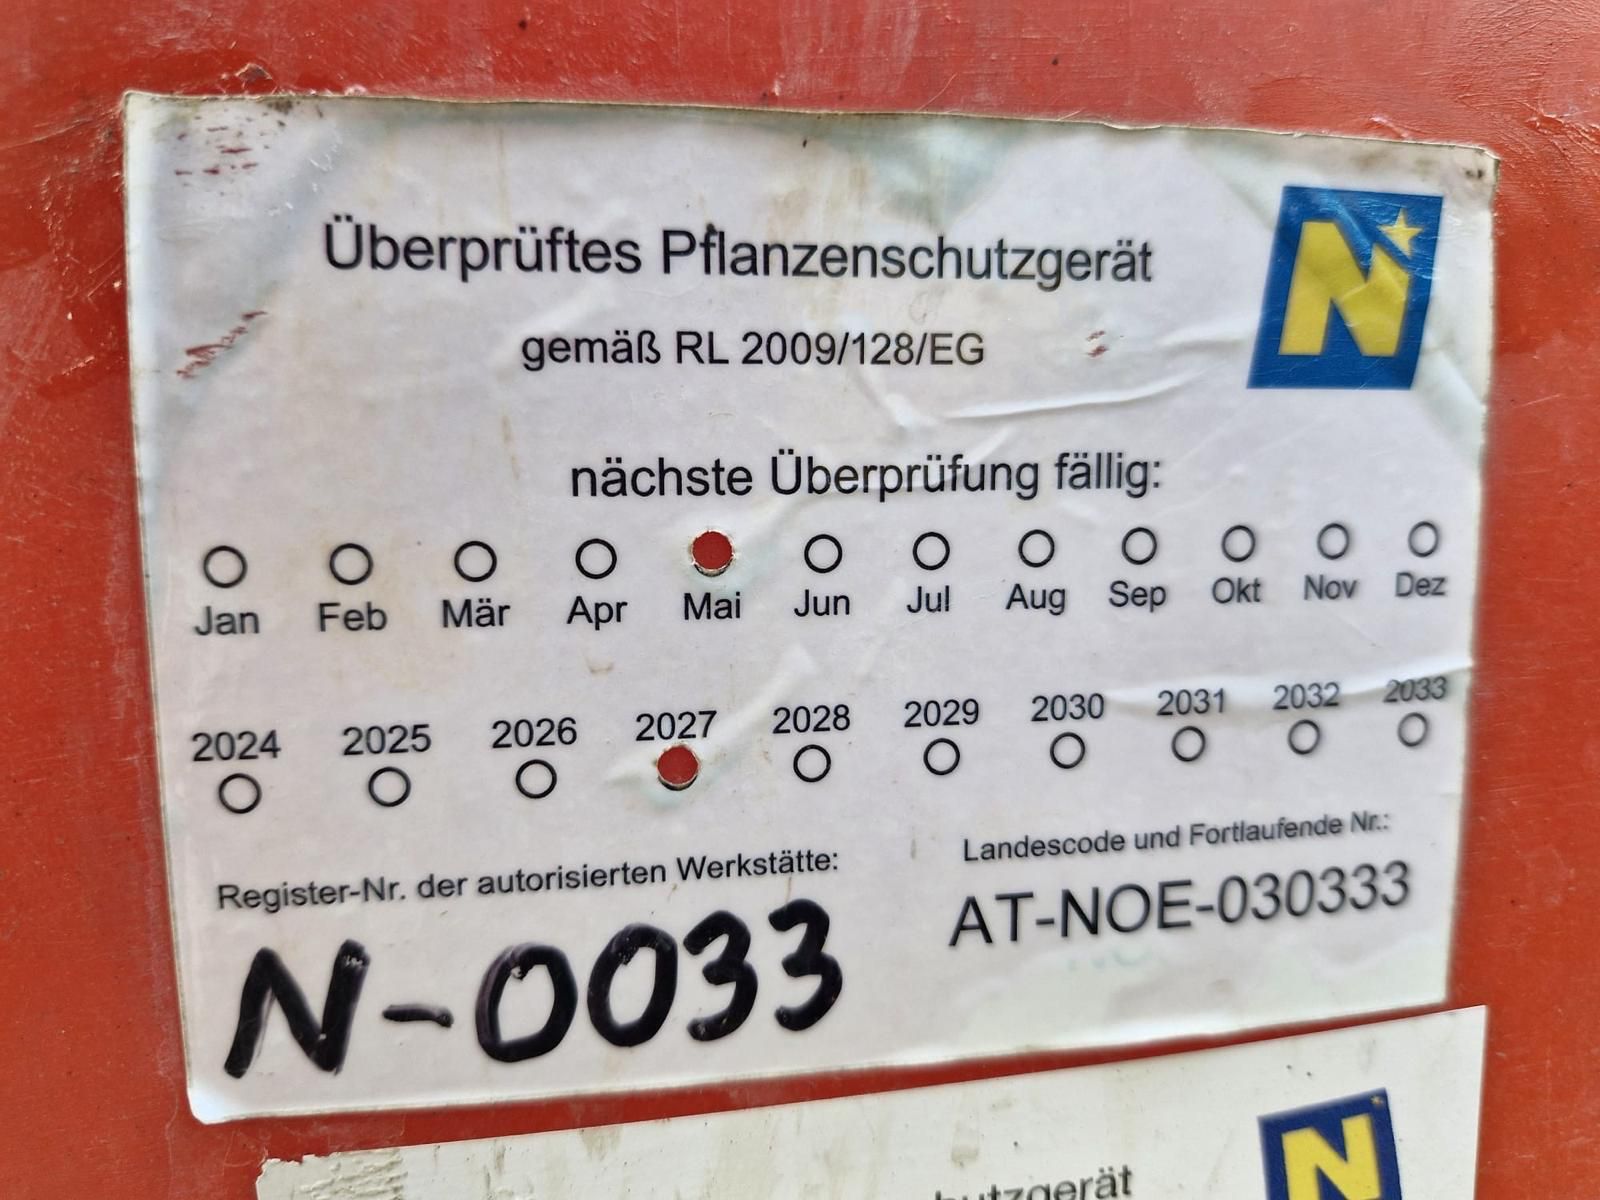 Überprüftes Pflanzenschutzgerät
N
gemäß RL 2009/128/EG
nächste Überprüfung fällig:
Jan Feb Mär Apr Mai Jun Jul Aug Sep Okt Nov Dez
2024 2025 2026 2027 2028 2029 2030 2031 2032 2033
Register-Nr. der autorisierten Werkstätte:
Landescode und Fortlaufende Nr.:
N-0033
AT-NOE-030333
N